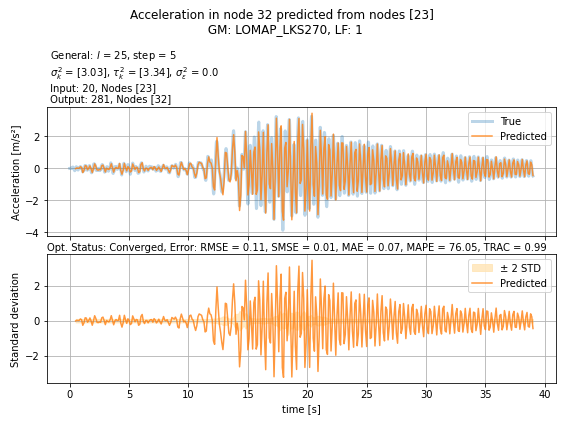 Acceleration in node 32 predicted from nodes [23]
GM: LOMAP_LKS270, LF: 1
General: l = 25, step = 5
σ²ₖ = [3.03], τ²ₖ = [3.34], σ²ε = 0.0
Input: 20, Nodes [23]
Output: 281, Nodes [32]
Acceleration [m/s²]
2
0
−2
−4
True
Predicted
Opt. Status: Converged, Error: RMSE = 0.11, SMSE = 0.01, MAE = 0.07, MAPE = 76.05, TRAC = 0.99
Standard deviation
2
0
−2
± 2 STD
Predicted
0 5 10 15 20 25 30 35 40
time [s]